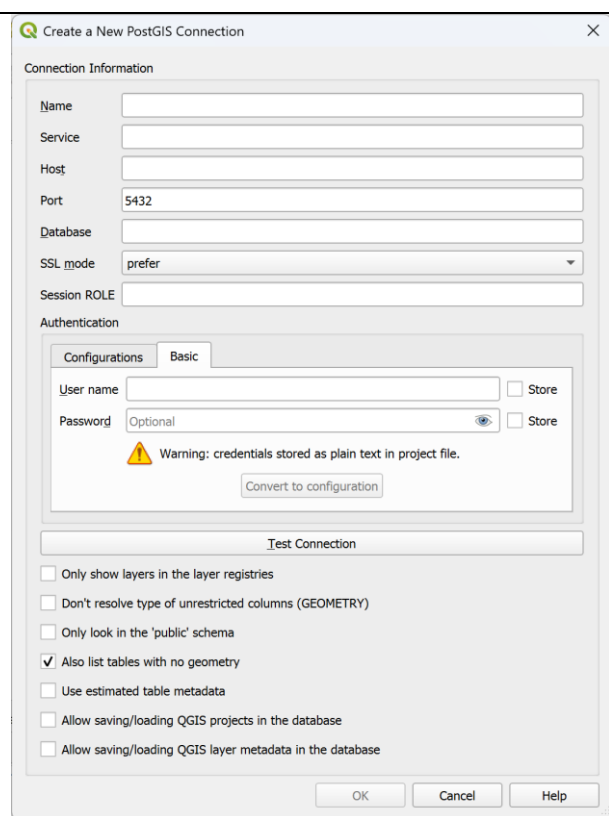 Create a New PostGIS Connection
Connection Information
Name
Service
Host
Port 5432
Database
SSL mode prefer
Session ROLE
Authentication
Configurations Basic
User name Store
Password Optional Store
Warning: credentials stored as plain text in project file.
Convert to configuration
Test Connection
Only show layers in the layer registries
Don't resolve type of unrestricted columns (GEOMETRY)
Only look in the 'public' schema
Also list tables with no geometry
Use estimated table metadata
Allow saving/loading QGIS projects in the database
Allow saving/loading QGIS layer metadata in the database
OK Cancel Help